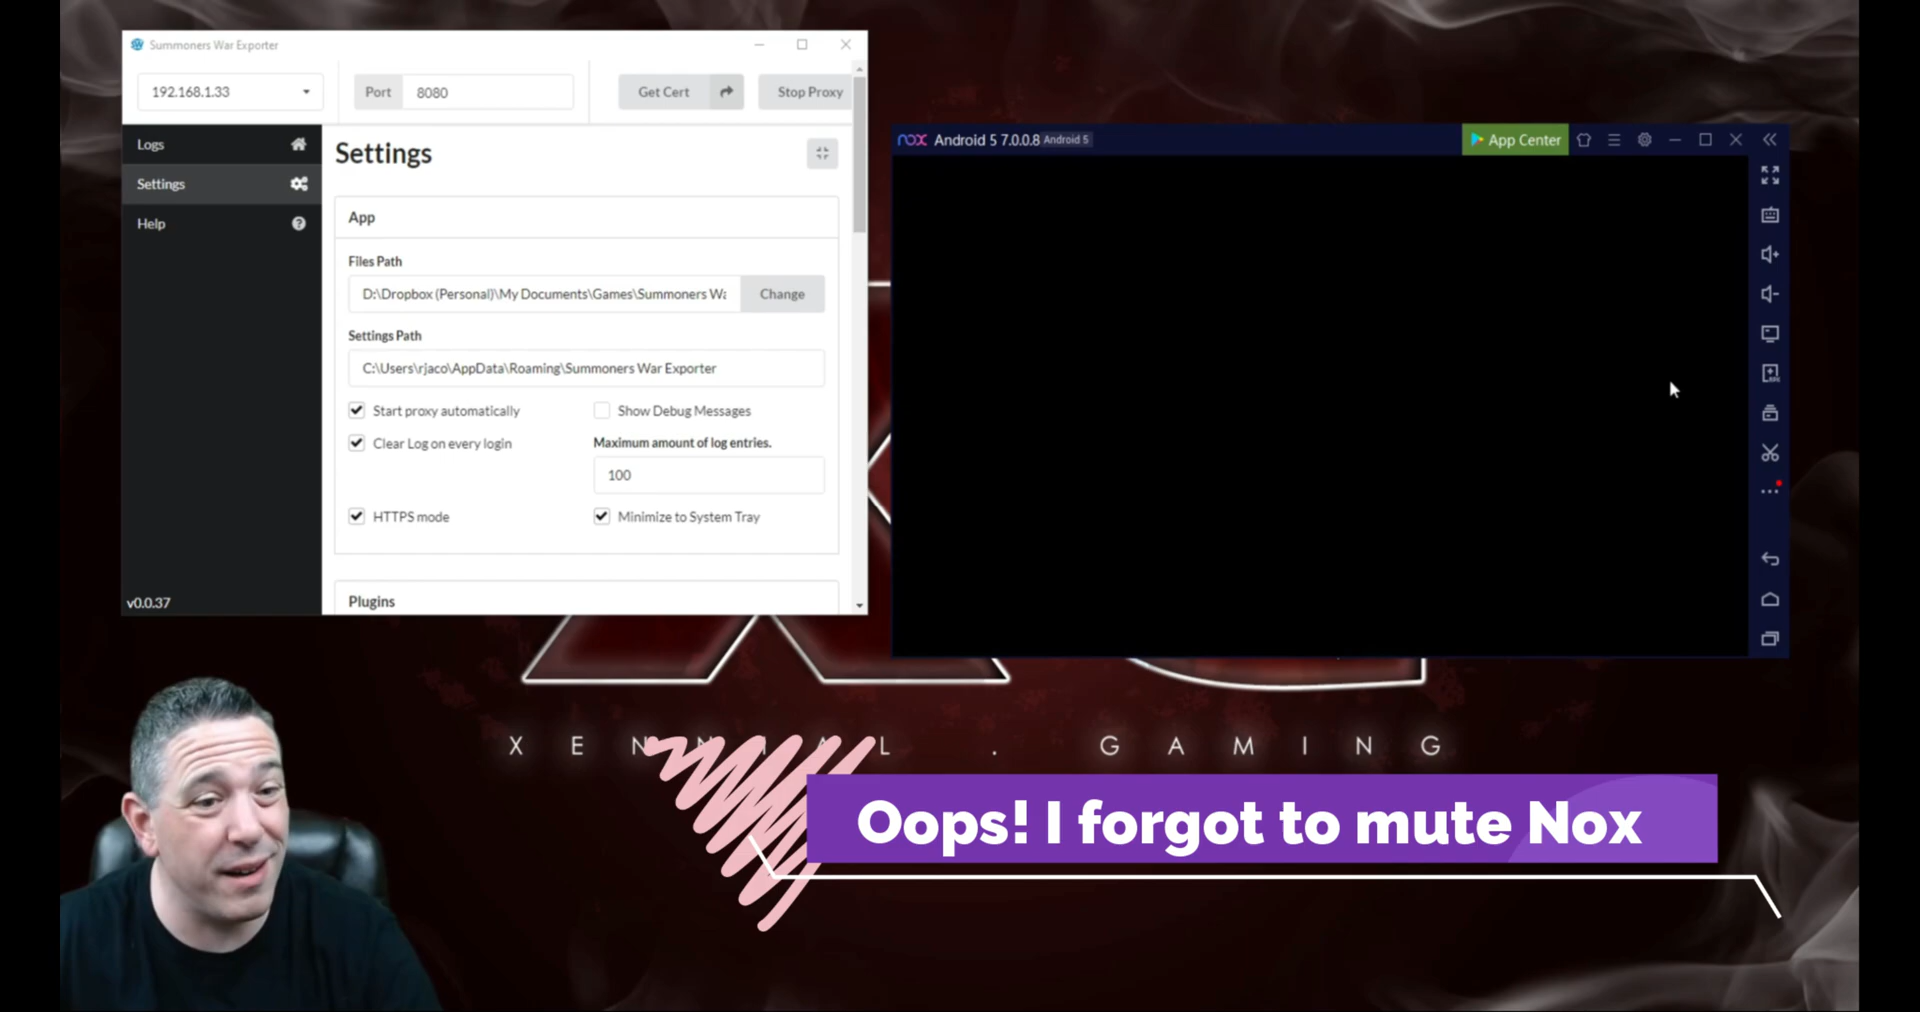 Summoners War Exporter
192.168.1.33
Port
8080
Get Cert
Stop Proxy
Logs
Settings
Help
v0.0.37
Settings
App
Files Path
D:\Dropbox (Personal)\My Documents\Games\Summoners Wa
Change
Settings Path
C:\Users\rjaco\AppData\Roaming\Summoners War Exporter
Start proxy automatically
Show Debug Messages
Clear Log on every login
Maximum amount of log entries.
100
HTTPS mode
Minimize to System Tray
Plugins
nox Android 5 7.0.0.8 Android 5
App Center
XENNIAL . GAMING
Oops! I forgot to mute Nox